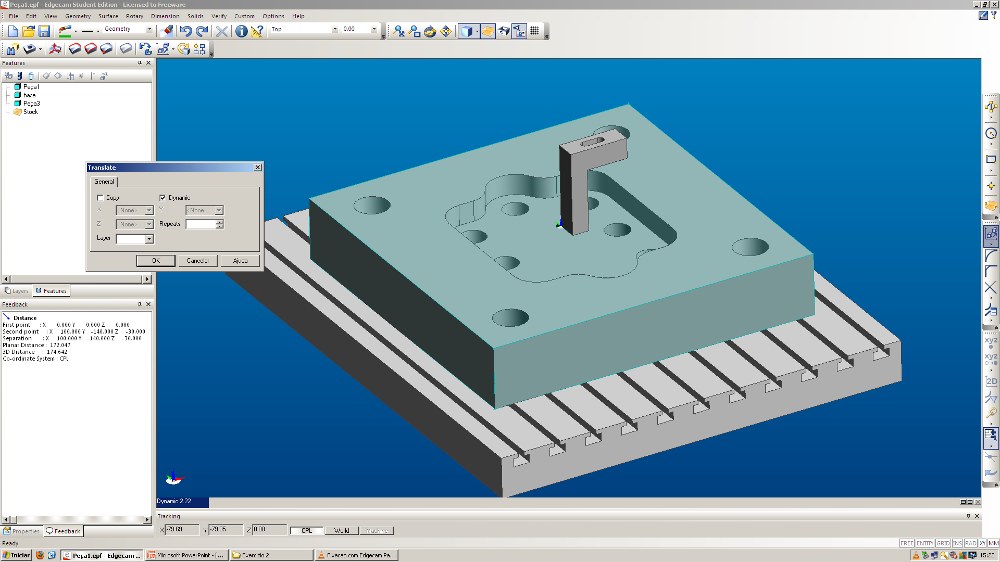 Peça1.epf - Edgecam Student Edition - Licensed to Freeware
File Edit View Geometry Surface Rotary Dimension Solids Verify Custom Options Help
Geometry Top 0.00
Features
Peça1
base
Peça3
Stock
Translate
General
Copy Dynamic
X <None> Y <None>
Z <None> Repeats
Layer
OK Cancelar Ajuda
Layers Features
Feedback
Distance
First point : X 0.000 Y 0.000 Z 0.000
Second point : X 100.000 Y -140.000 Z -30.000
Separation : X 100.000 Y -140.000 Z -30.000
Planar Distance : 172.047
3D Distance : 174.642
Co-ordinate System : CPL
xyz
xyz
2D
Dynamic 2.22
Tracking
X -79.69 Y -79.35 Z 0.00 CPL World Machine
Properties Feedback
Ready
FREE ENTITY GRID INS RAD XY MM
Iniciar Peça1.epf - Edgecam ... Microsoft PowerPoint - [... Exercicio 2 Fixacao com Edgecam Pa... 15:22